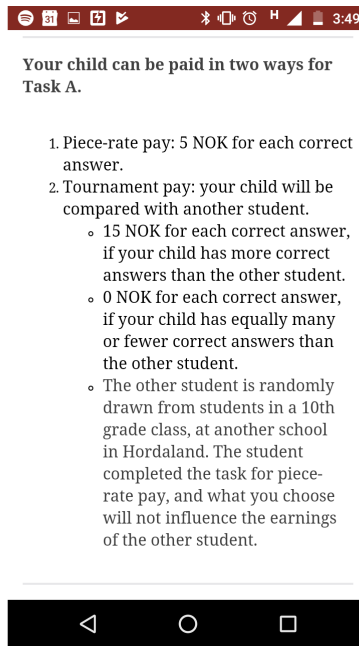 31 H 3:49
Your child can be paid in two ways for
Task A.
1. Piece-rate pay: 5 NOK for each correct
answer.
2. Tournament pay: your child will be
compared with another student.
15 NOK for each correct answer,
if your child has more correct
answers than the other student.
0 NOK for each correct answer,
if your child has equally many
or fewer correct answers than
the other student.
The other student is randomly
drawn from students in a 10th
grade class, at another school
in Hordaland. The student
completed the task for piece-
rate pay, and what you choose
will not influence the earnings
of the other student.